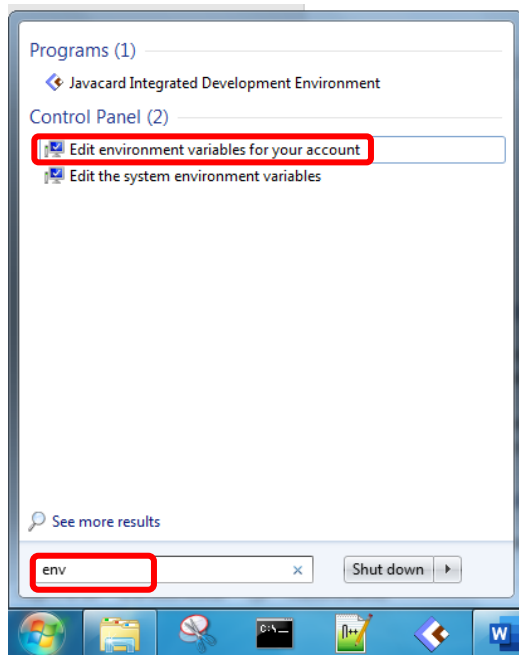 Programs (1)
Javacard Integrated Development Environment
Control Panel (2)
Edit environment variables for your account
Edit the system environment variables
See more results
env
Shut down
C:\_
n++
W